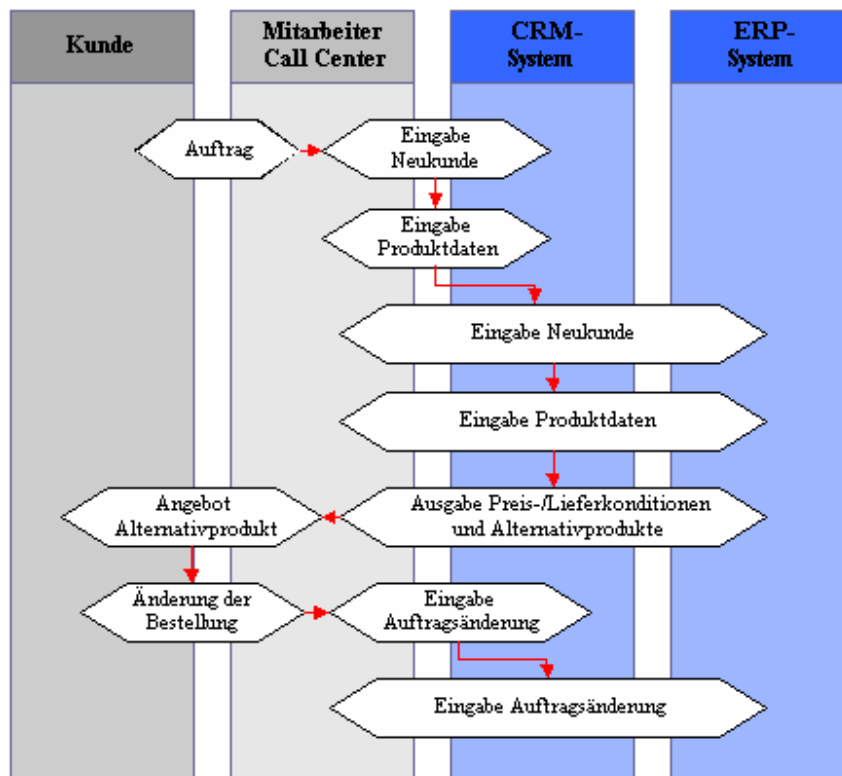 Kunde
Mitarbeiter
Call Center
CRM-
System
ERP-
System
Auftrag
Eingabe
Neukunde
Eingabe
Produktdaten
Eingabe Neukunde
Eingabe Produktdaten
Angebot
Alternativprodukt
Ausgabe Preis-/Lieferkonditionen
und Alternativprodukte
Änderung der
Bestellung
Eingabe
Auftragsänderung
Eingabe Auftragsänderung